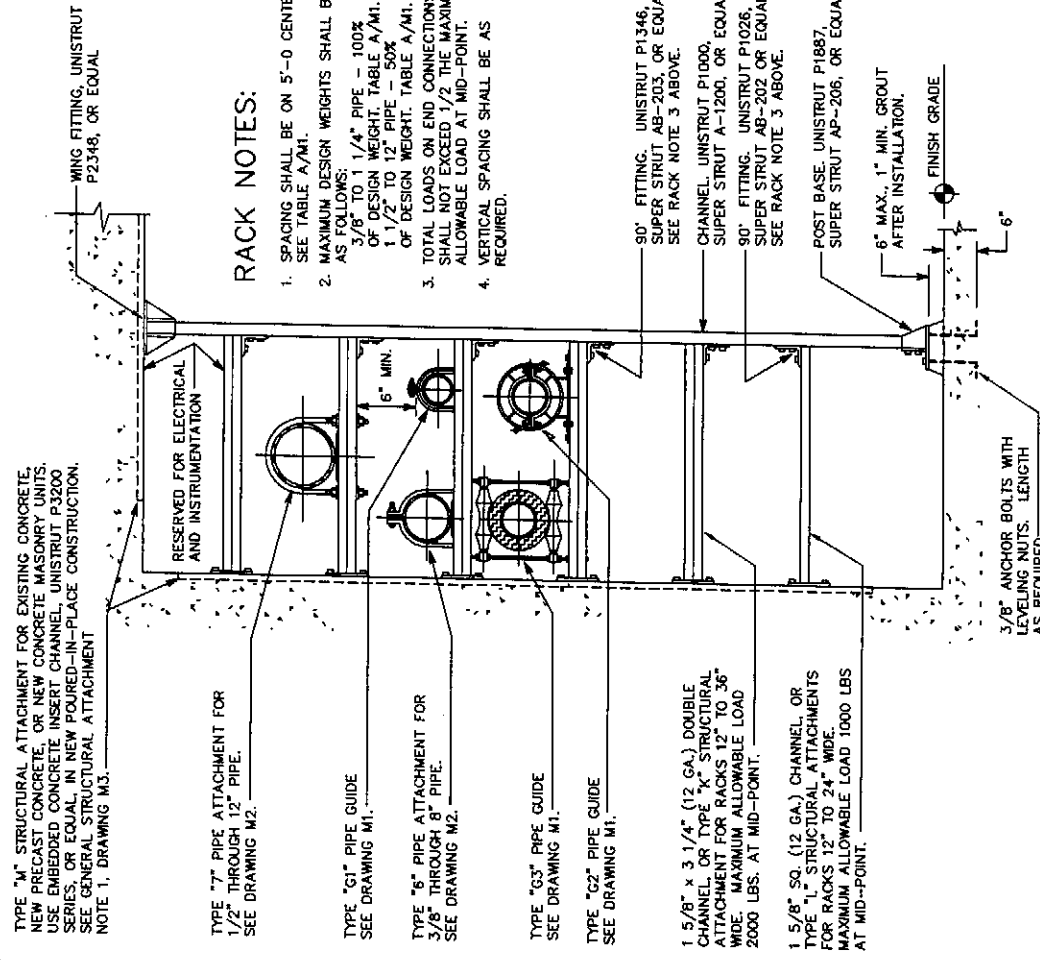 TYPE "M" STRUCTURAL ATTACHMENT FOR EXISTING CONCRETE,
NEW PRECAST CONCRETE, OR NEW CONCRETE MASONRY UNITS.
USE EMBEDDED CONCRETE INSERT CHANNEL, UNISTRUT P3200
SERIES, OR EQUAL, IN NEW POURED-IN-PLACE CONSTRUCTION.
SEE GENERAL STRUCTURAL ATTACHMENT
NOTE 1, DRAWING M3.
TYPE "7" PIPE ATTACHMENT FOR
1/2" THROUGH 12" PIPE.
SEE DRAWING M2.
TYPE "G1" PIPE GUIDE
SEE DRAWING M1.
TYPE "6" PIPE ATTACHMENT FOR
3/8" THROUGH 8" PIPE.
SEE DRAWING M2.
TYPE "G3" PIPE GUIDE
SEE DRAWING M1.
TYPE "G2" PIPE GUIDE
SEE DRAWING M1.
1 5/8" x 3 1/4" (12 GA.) DOUBLE
CHANNEL, OR TYPE "K" STRUCTURAL
ATTACHMENT FOR RACKS 12" TO 36"
WIDE. MAXIMUM ALLOWABLE LOAD
2000 LBS. AT MID-POINT.
1 5/8" SQ. (12 GA.) CHANNEL, OR
TYPE "L" STRUCTURAL ATTACHMENTS
FOR RACKS 12" TO 24" WIDE.
MAXIMUM ALLOWABLE LOAD 1000 LBS
AT MID-POINT.
RESERVED FOR ELECTRICAL
AND INSTRUMENTATION
6" MIN.
3/8" ANCHOR BOLTS WITH
LEVELING NUTS. LENGTH
AS REQUIRED
WING FITTING, UNISTRUT
P2348, OR EQUAL
RACK NOTES:
1. SPACING SHALL BE ON 5'-0 CENTE
SEE TABLE A/M1.
2. MAXIMUM DESIGN WEIGHTS SHALL B
AS FOLLOWS:
3/8" TO 1 1/4" PIPE - 100%
OF DESIGN WEIGHT. TABLE A/M1.
1 1/2" TO 12" PIPE - 50%
OF DESIGN WEIGHT. TABLE A/M1.
3. TOTAL LOADS ON END CONNECTIONS
SHALL NOT EXCEED 1/2 THE MAXIM
ALLOWABLE LOAD AT MID-POINT.
4. VERTICAL SPACING SHALL BE AS
REQUIRED.
90° FITTING. UNISTRUT P1346,
SUPER STRUT AB-203, OR EQUA
SEE RACK NOTE 3 ABOVE.
CHANNEL. UNISTRUT P1000,
SUPER STRUT A-1200, OR EQUA
90° FITTING. UNISTRUT P1026,
SUPER STRUT AB-202 OR EQUA
SEE RACK NOTE 3 ABOVE.
POST BASE. UNISTRUT P1887,
SUPER STRUT AP-206, OR EQUA
6" MAX., 1" MIN. GROUT
AFTER INSTALLATION.
FINISH GRADE
6"